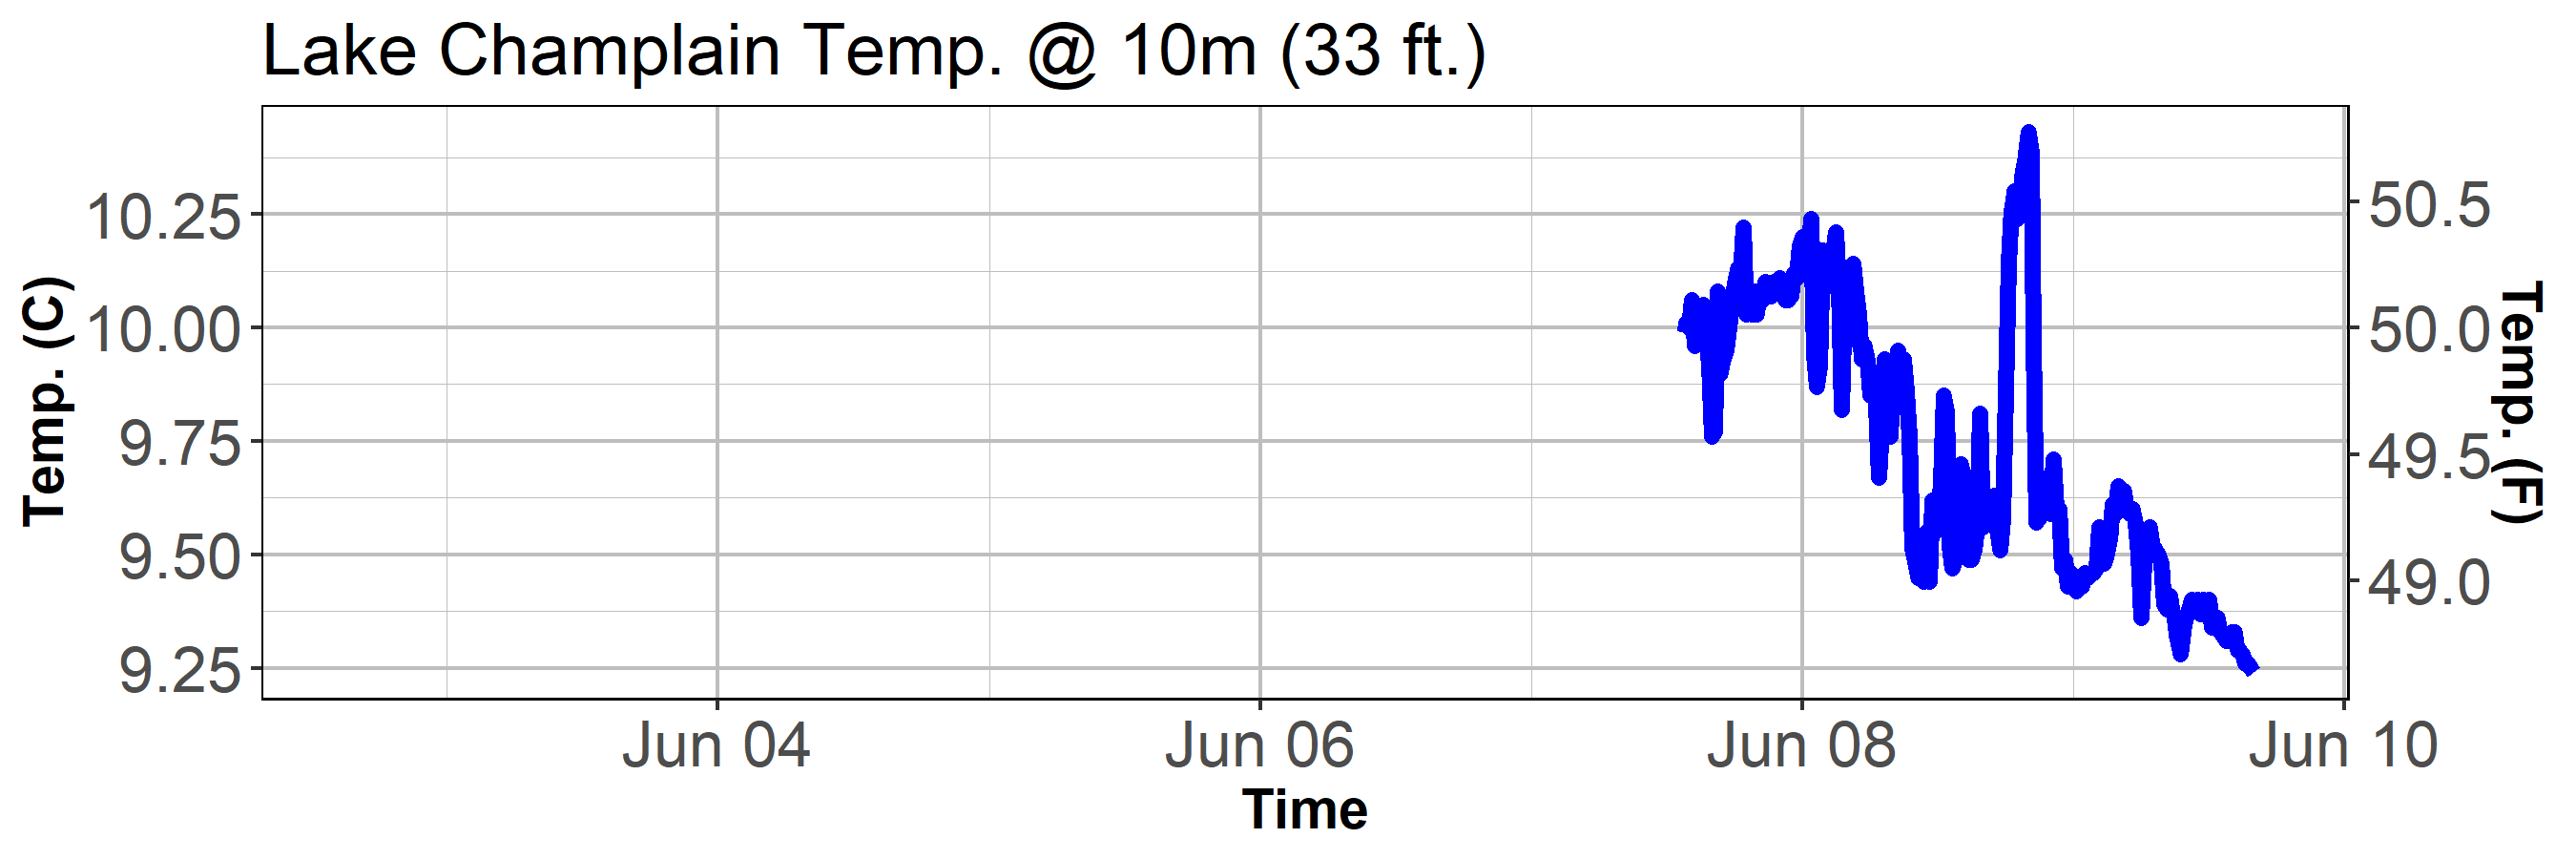 Lake Champlain Temp. @ 10m (33 ft.)
Temp. (C)
10.25
10.00
9.75
9.50
9.25
50.5
50.0
49.5
49.0
Temp. (F)
Jun 04 Jun 06 Jun 08 Jun 10
Time